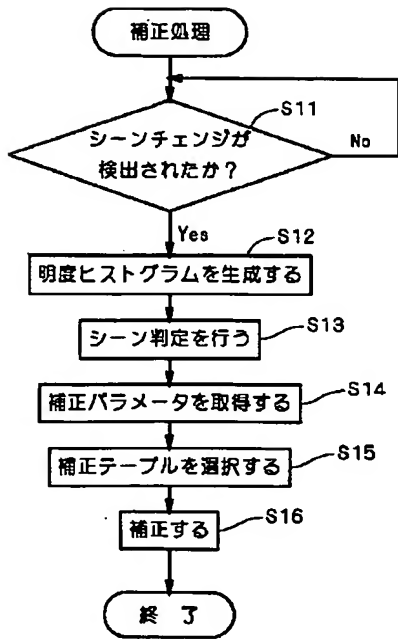 補正処理
S11
シーンチェンジが
検出されたか?
No
Yes
S12
明度ヒストグラムを生成する
S13
シーン判定を行う
S14
補正パラメータを取得する
S15
補正テーブルを選択する
S16
補正する
終 了